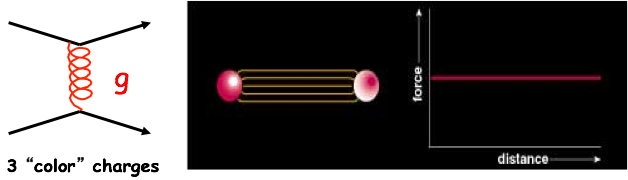 g
3 “color” charges
force
distance